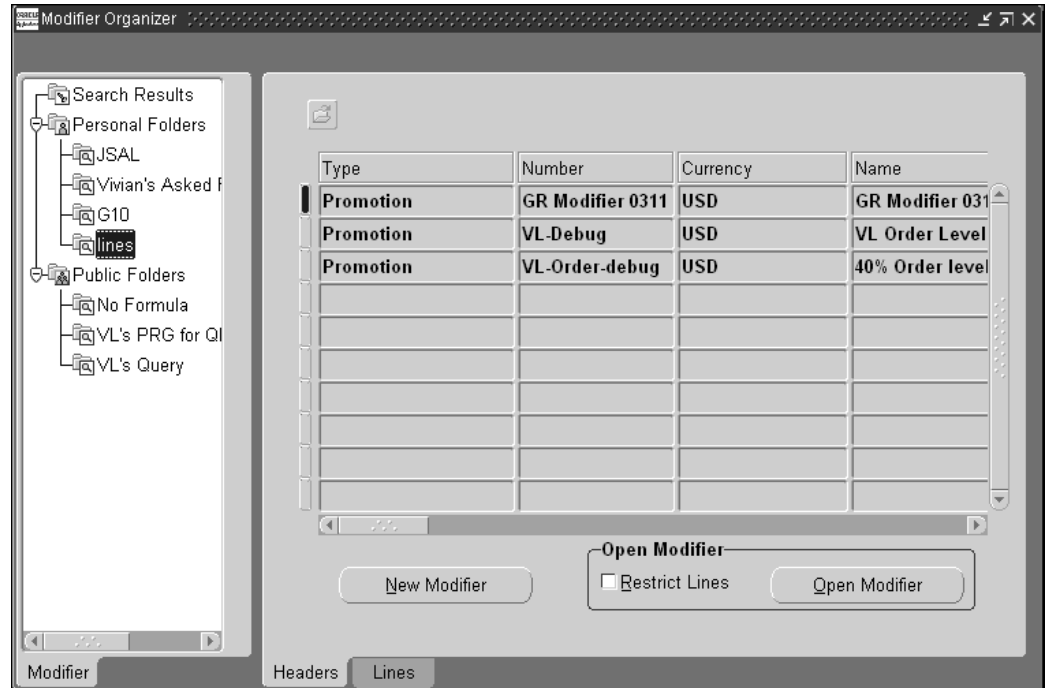 ORACLE
Modifier Organizer
Search Results
Personal Folders
JSAL
Vivian's Asked
G10
lines
Public Folders
No Formula
VL's PRG for
VL's Query
Modifier
Type Number Currency Name
Promotion GR Modifier 0311 USD GR Modifier 031
Promotion VL-Debug USD VL Order Level
Promotion VL-Order-debug USD 40% Order level
Open Modifier
New Modifier Restrict Lines Open Modifier
Headers Lines